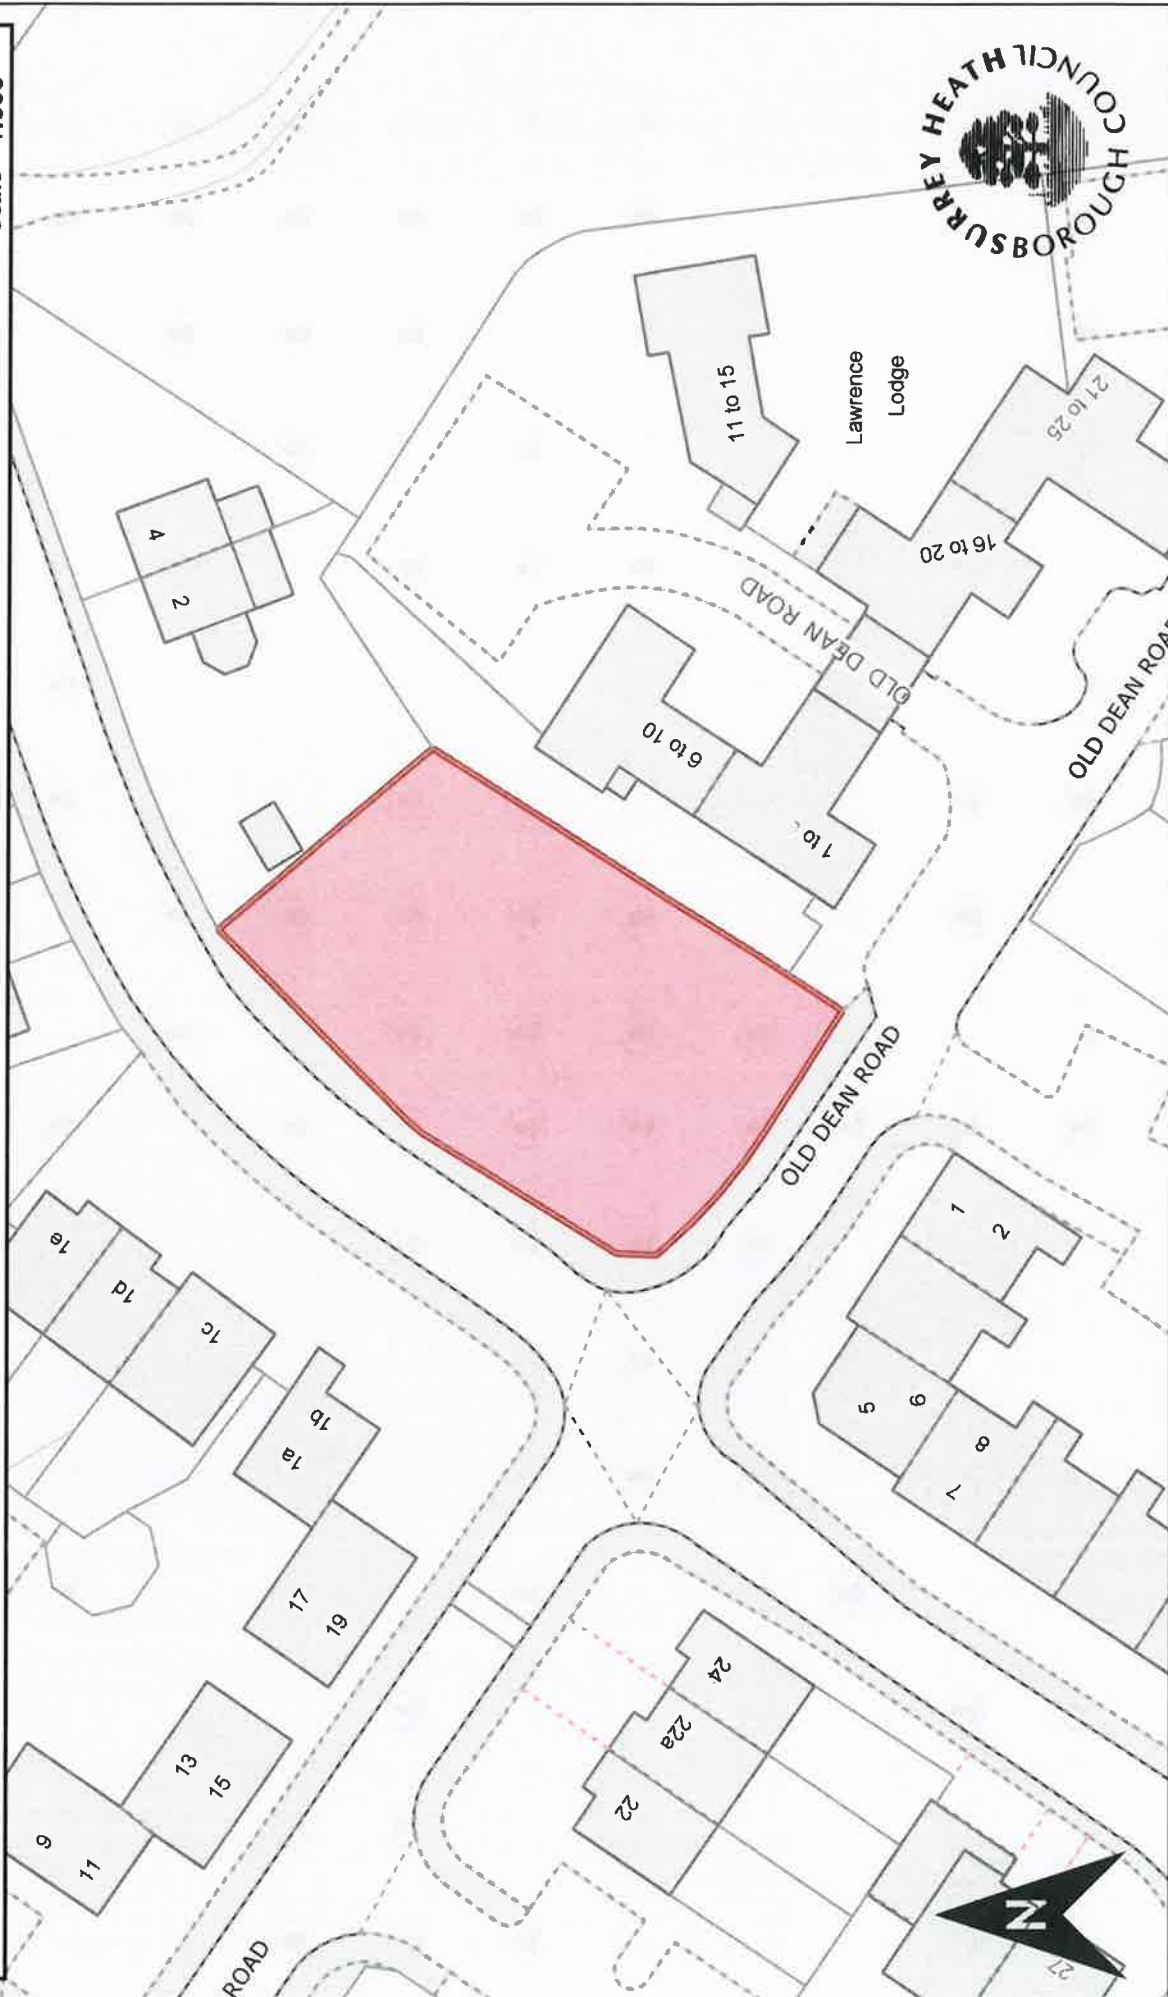 SURREY HEATH
BOROUGH COUNCIL
11 to 15
Lawrence
Lodge
21 to 25
16 to 20
OLD DEAN ROAD
OLD DEAN ROAD
6 to 10
1 to
4
2
OLD DEAN ROAD
1e
1d
1c
1b
1a
1
2
5
6
8
7
17
19
13
15
9
11
24
22a
22
ROAD
27
N